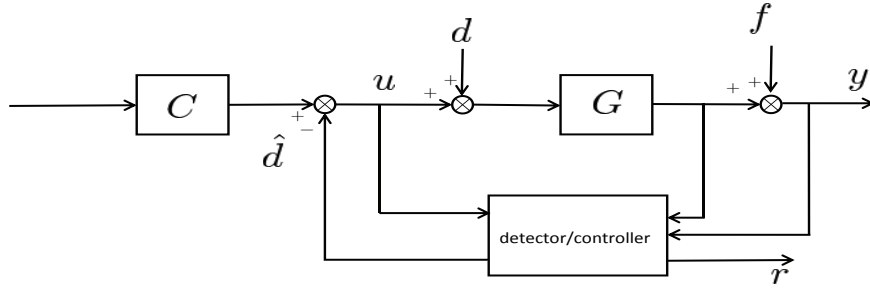 d
f
C
u
G
y
+
−
+
+
+
+
d̂
detector/controller
r